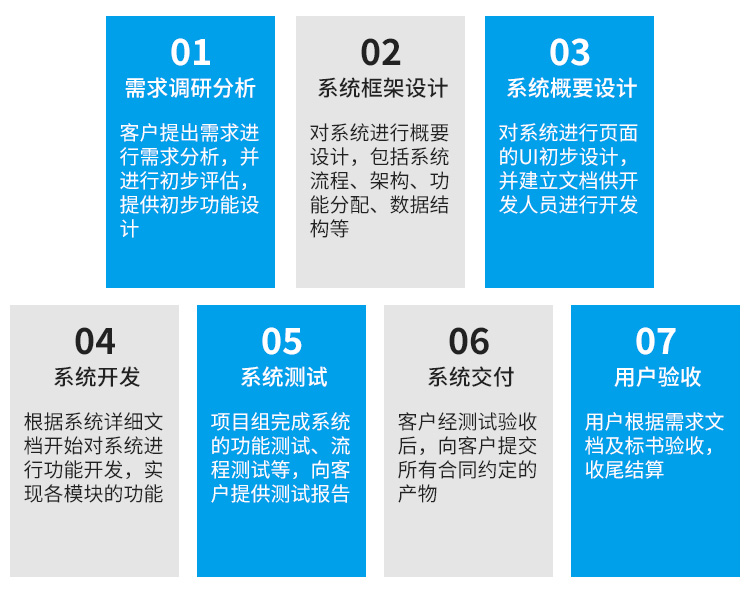 01
需求调研分析
客户提出需求进
行需求分析，并
进行初步评估，
提供初步功能设
计
02
系统框架设计
对系统进行概要
设计，包括系统
流程、架构、功
能分配、数据结
构等
03
系统概要设计
对系统进行页面
的UI初步设计，
并建立文档供开
发人员进行开发
04
系统开发
根据系统详细文
档开始对系统进
行功能开发，实
现各模块的功能
05
系统测试
项目组完成系统
的功能测试、流
程测试等，向客
户提供测试报告
06
系统交付
客户经测试验收
后，向客户提交
所有合同约定的
产物
07
用户验收
用户根据需求文
档及标书验收，
收尾结算